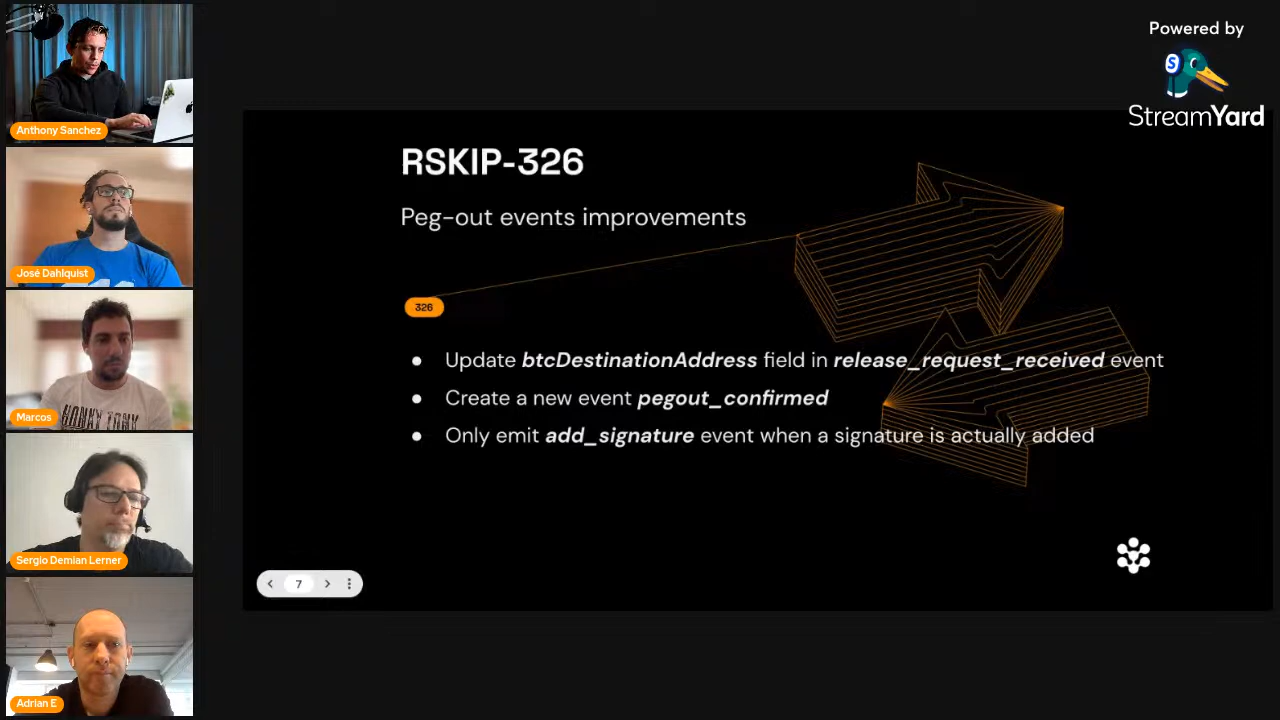 Powered by
S
StreamYard
Anthony Sanchez
José Dahlquist
Marcos
HONKY TONK
Sergio Demian Lerner
Adrian E
RSKIP-326
Peg-out events improvements
326
● Update btcDestinationAddress field in release_request_received event
● Create a new event pegout_confirmed
● Only emit add_signature event when a signature is actually added
7